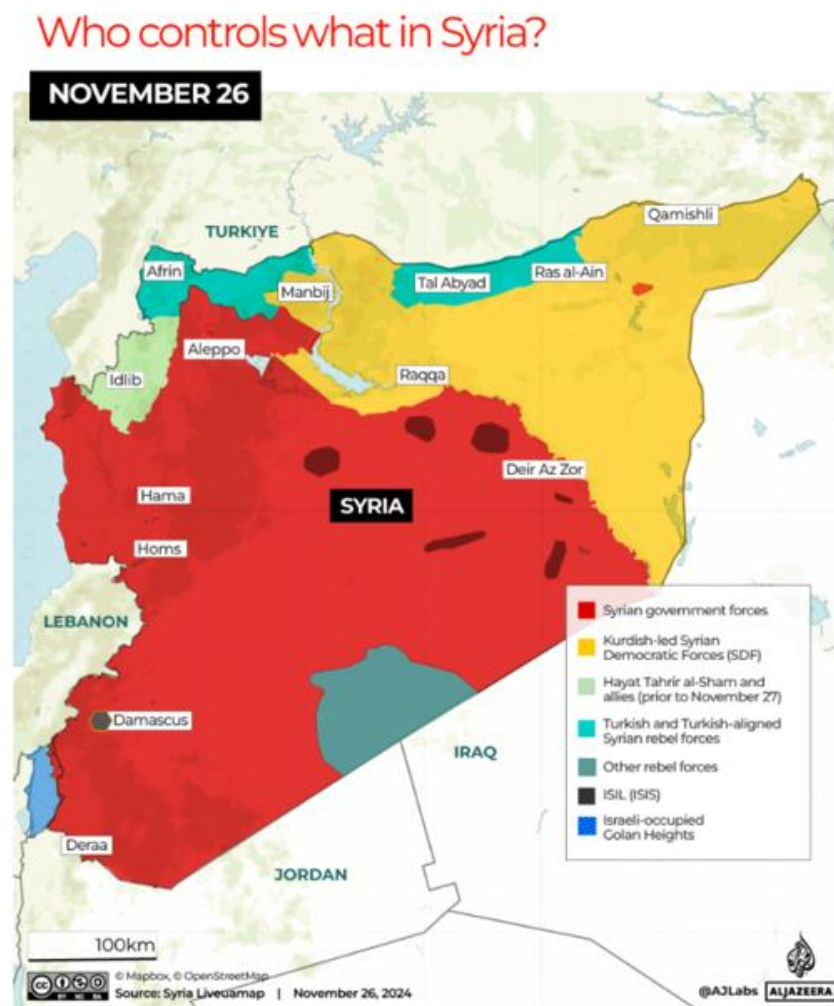 Who controls what in Syria?
NOVEMBER 26
TURKIYE
Qamishli
Afrin
Manbij
Tal Abyad
Ras al-Ain
Aleppo
Idlib
Raqqa
Deir Az Zor
Hama
SYRIA
Homs
LEBANON
Damascus
IRAQ
Deraa
JORDAN
Syrian government forces
Kurdish-led Syrian
Democratic Forces (SDF)
Hayat Tahrir al-Sham and
allies (prior to November 27)
Turkish and Turkish-aligned
Syrian rebel forces
Other rebel forces
ISIL (ISIS)
Israeli-occupied
Golan Heights
100km
© Mapbox, © OpenStreetMap
Source: Syria Liveuamap | November 26, 2024
@AJLabs
ALJAZEERA